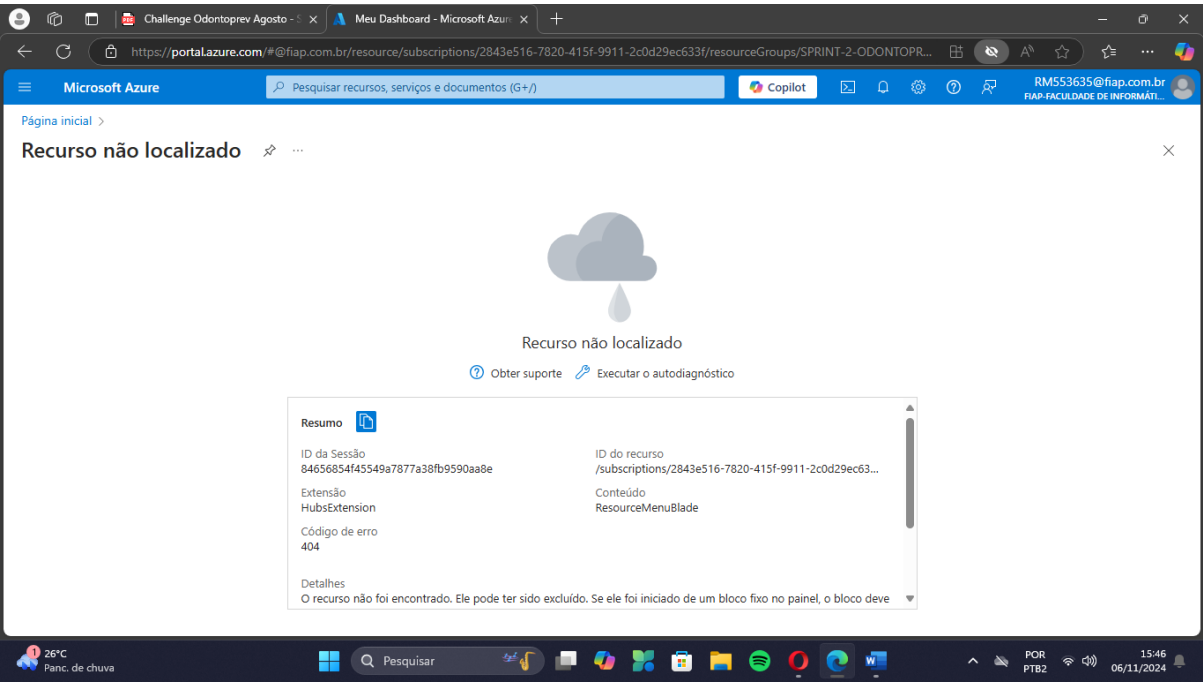 Challenge Odontoprev Agosto - S
Meu Dashboard - Microsoft Azure
https://portal.azure.com/#@fiap.com.br/resource/subscriptions/2843e516-7820-415f-9911-2c0d29ec633f/resourceGroups/SPRINT-2-ODONTOPR...
Microsoft Azure
Pesquisar recursos, serviços e documentos (G+/)
Copilot
RM553635@fiap.com.br
FIAP-FACULDADE DE INFORMÁTI...
Página inicial >
Recurso não localizado
Recurso não localizado
Obter suporte Executar o autodiagnóstico
Resumo
ID da Sessão
84656854f45549a7877a38fb9590aa8e
ID do recurso
/subscriptions/2843e516-7820-415f-9911-2c0d29ec63...
Extensão
HubsExtension
Conteúdo
ResourceMenuBlade
Código de erro
404
Detalhes
O recurso não foi encontrado. Ele pode ter sido excluído. Se ele foi iniciado de um bloco fixo no painel, o bloco deve
1
26°C
Panc. de chuva
Pesquisar
POR
PTB2
15:46
06/11/2024